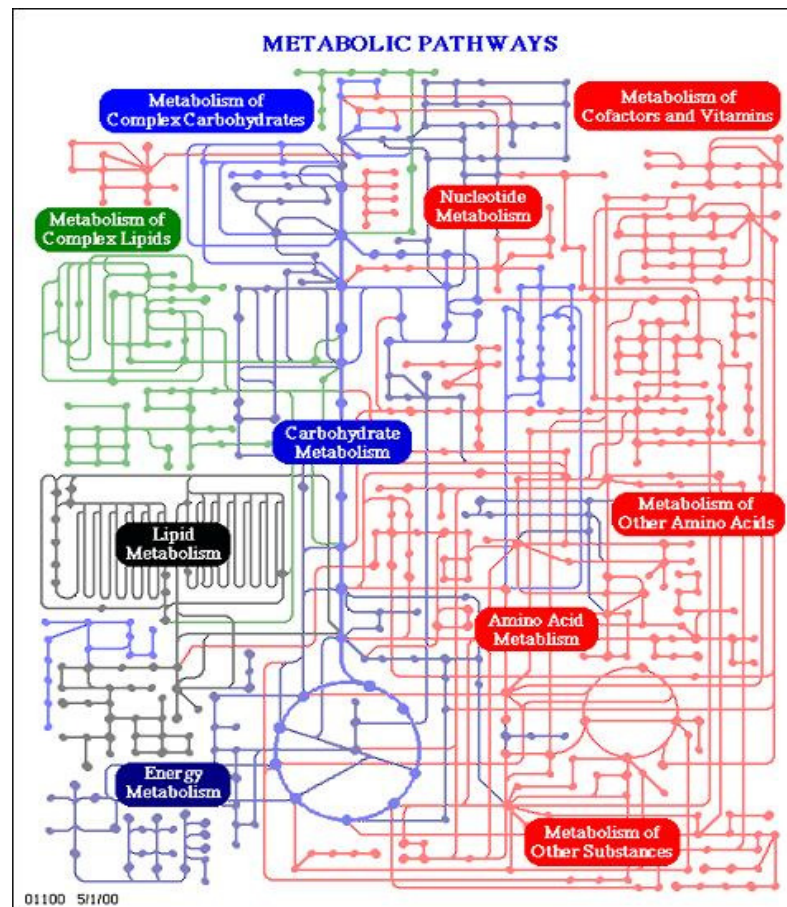 METABOLIC PATHWAYS
Metabolism of
Complex Carbohydrates
Metabolism of
Cofactors and Vitamins
Nucleotide
Metabolism
Metabolism of
Complex Lipids
Carbohydrate
Metabolism
Metabolism of
Other Amino Acids
Lipid
Metabolism
Amino Acid
Metablism
Energy
Metabolism
Metabolism of
Other Substances
01100 5/1/00